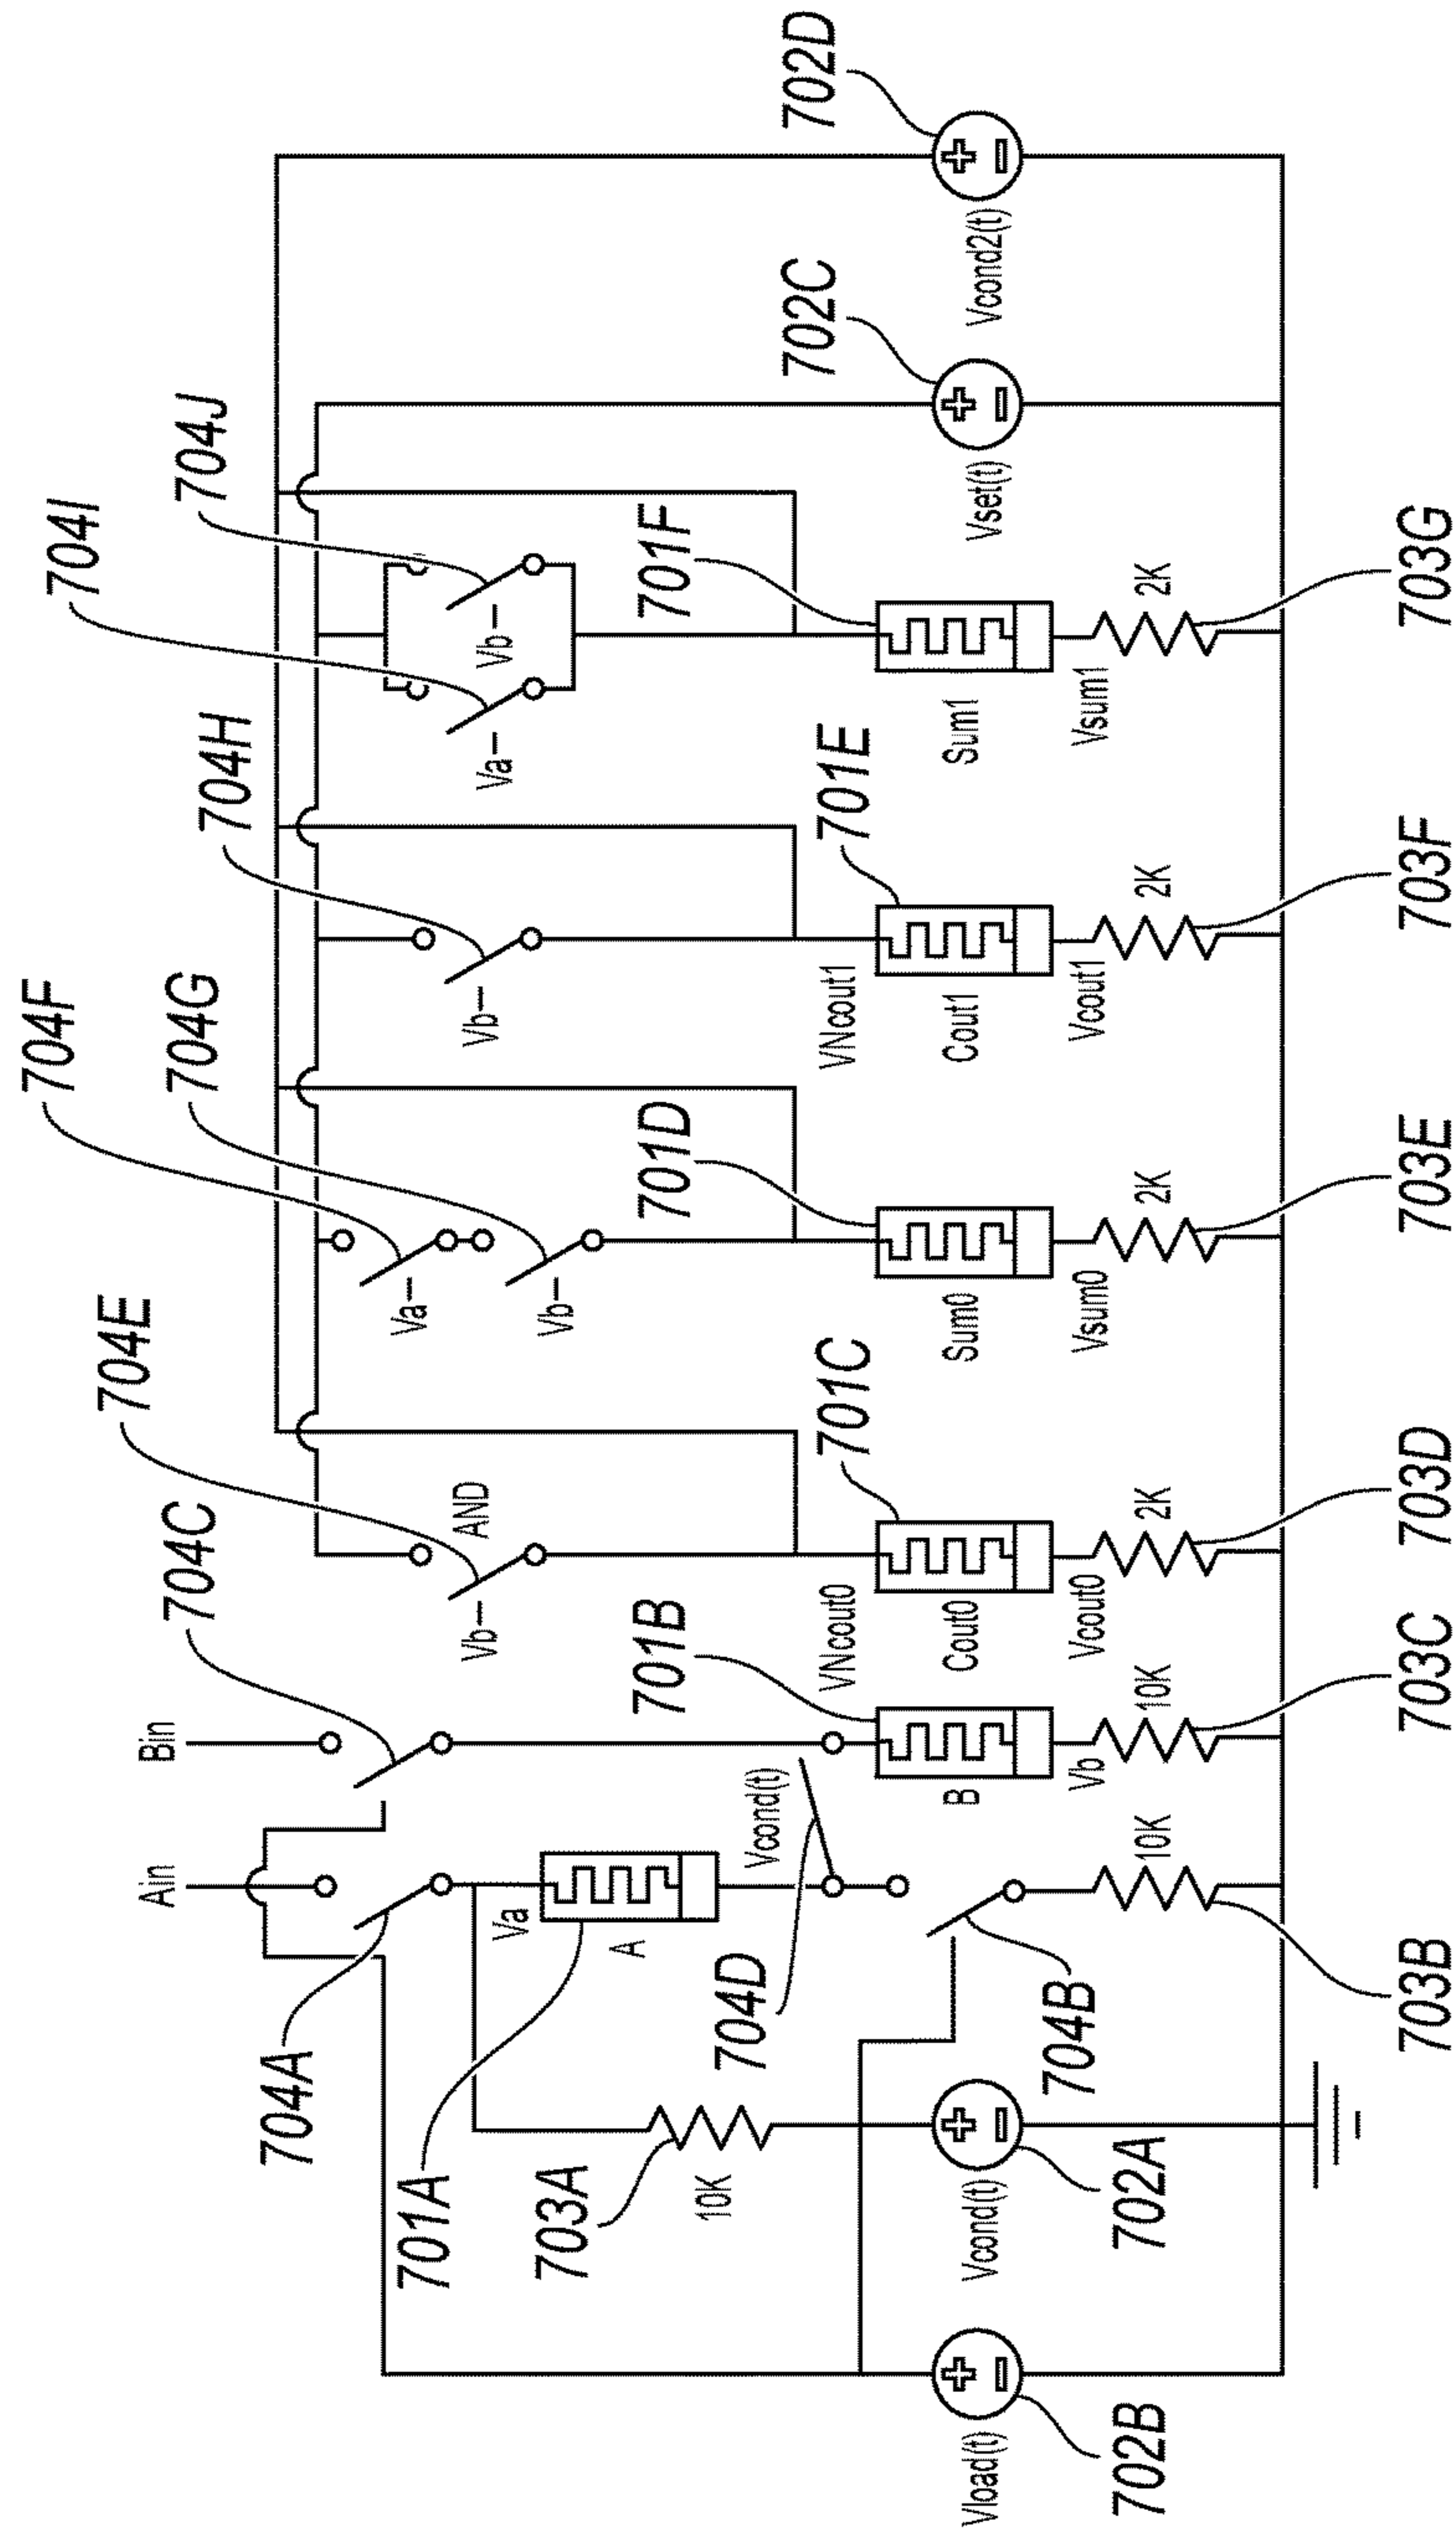 Ain
Bin
704A
704C
704E
704F
704G
704H
704I
704J
Vb
AND
Va
Vb
Vb
Va
Vb
701A
Va
A
703A
10K
704D
Vcond(t)
701B
701C
701D
701E
701F
VNcout0
VNcout1
702C
702D
Vload(t)
702B
Vcond(t)
702A
704B
B
Cout0
Sum0
Cout1
Sum1
Vset(t)
Vcond2(t)
Vb
Vcout0
Vsum0
Vcout1
Vsum1
10K
10K
2K
2K
2K
2K
703B
703C
703D
703E
703F
703G